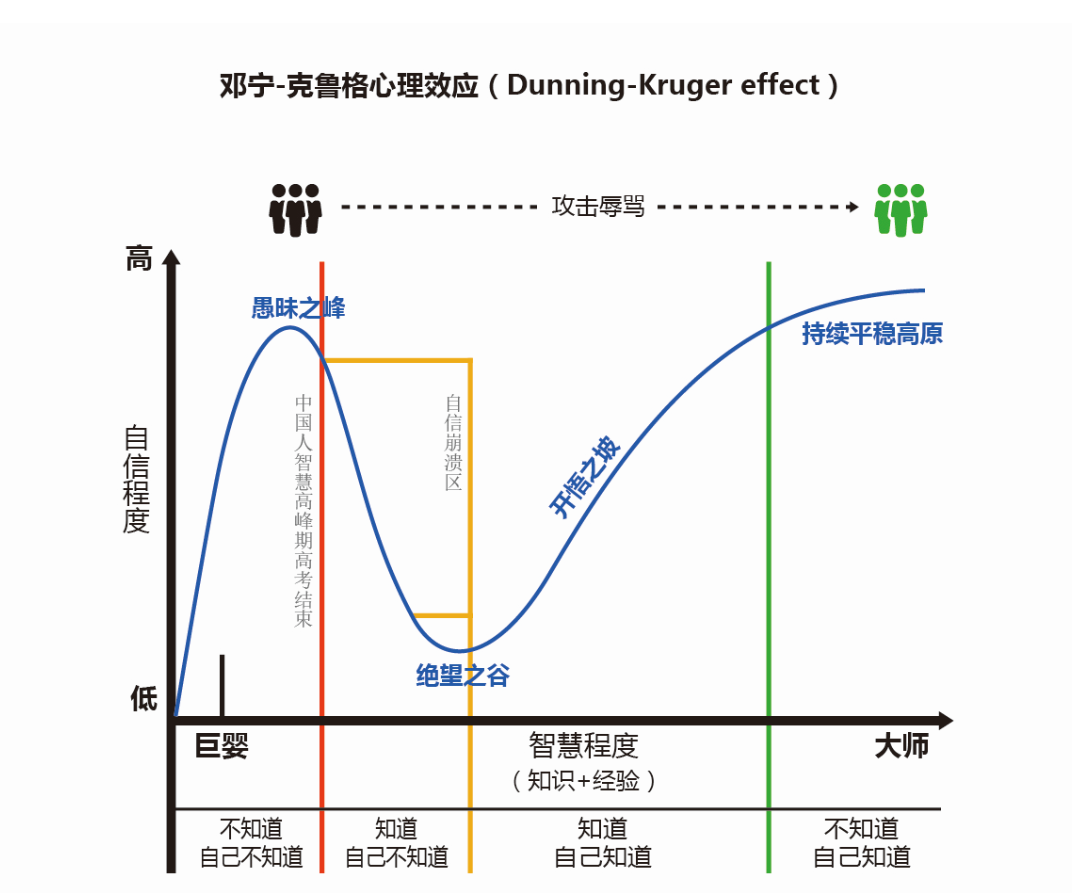 邓宁-克鲁格心理效应（Dunning-Kruger effect）
攻击辱骂
高
愚昧之峰
持续平稳高原
中国人智慧高峰期高考结束
自信崩溃区
自信程度
开悟之坡
绝望之谷
低
巨婴
智慧程度
大师
（知识+经验）
不知道
自己不知道
知道
自己不知道
知道
自己知道
不知道
自己知道